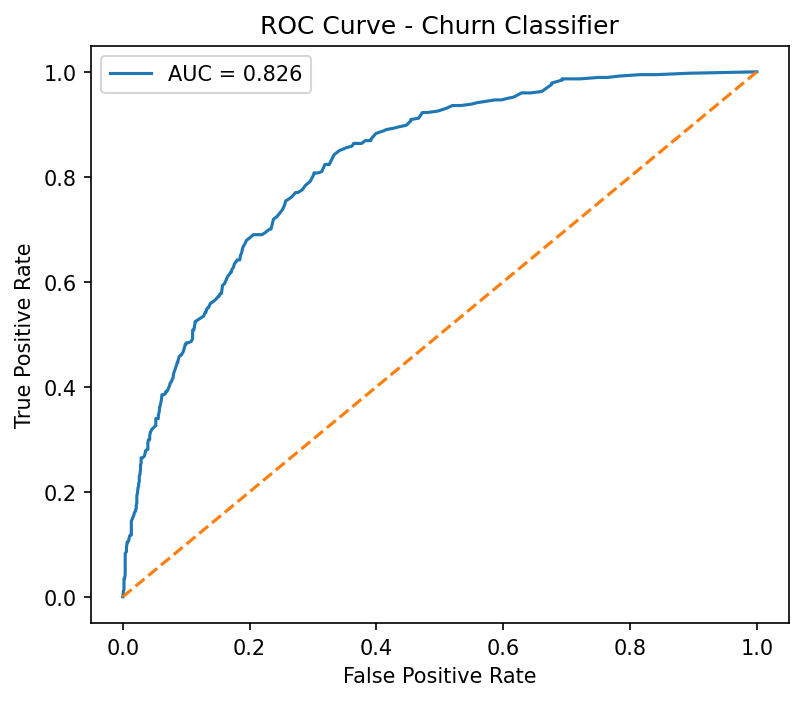 ROC Curve - Churn Classifier
AUC = 0.826
True Positive Rate
1.0
0.8
0.6
0.4
0.2
0.0
0.0 0.2 0.4 0.6 0.8 1.0
False Positive Rate